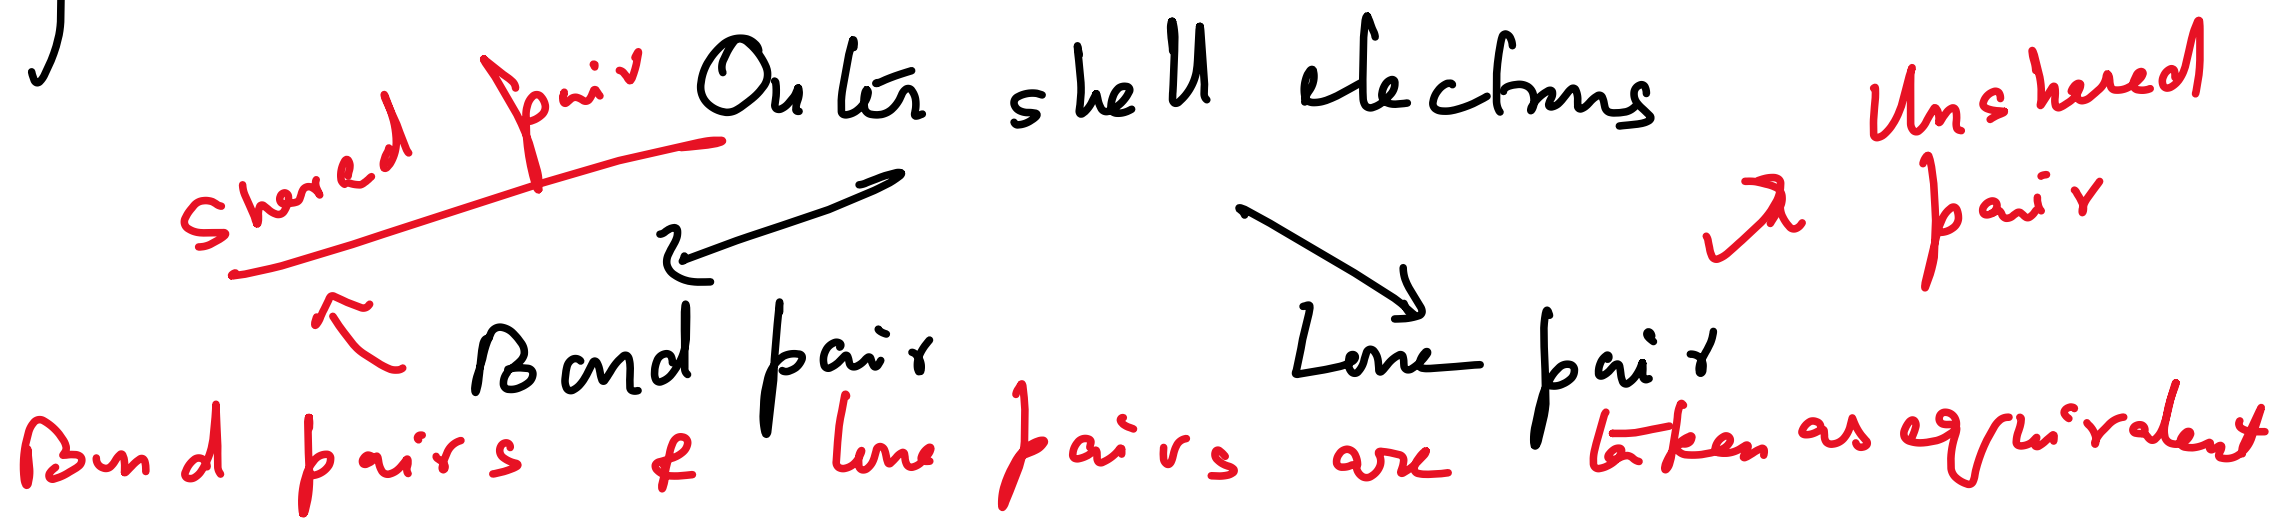 Outer shell electrons
shared pair
Unshared
pair
Bond pair
Lone pair
Bond pairs & lone pairs are taken as equivalent